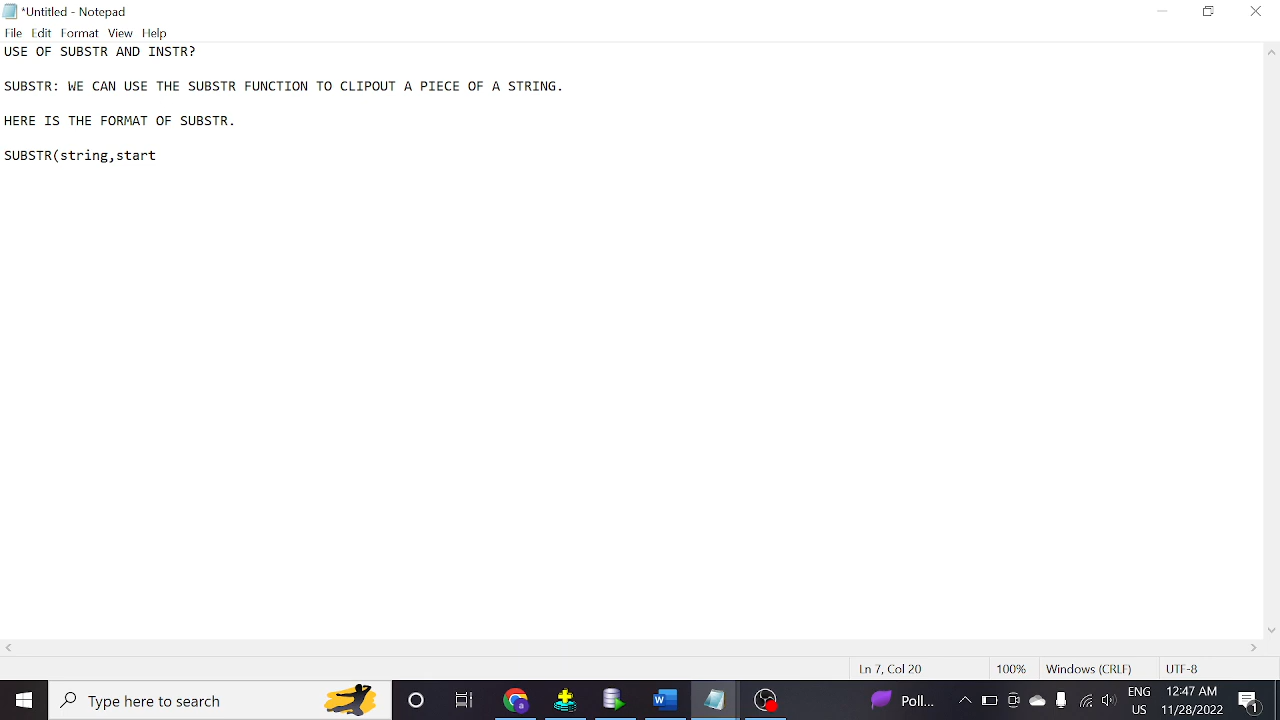 *Untitled - Notepad
File Edit Format View Help
USE OF SUBSTR AND INSTR?
SUBSTR: WE CAN USE THE SUBSTR FUNCTION TO CLIPOUT A PIECE OF A STRING.
HERE IS THE FORMAT OF SUBSTR.
SUBSTR(string,start
Ln 7, Col 20 100% Windows (CRLF) UTF-8
Type here to search
a
W
Poll...
ENG
US
12:47 AM
11/28/2022
1